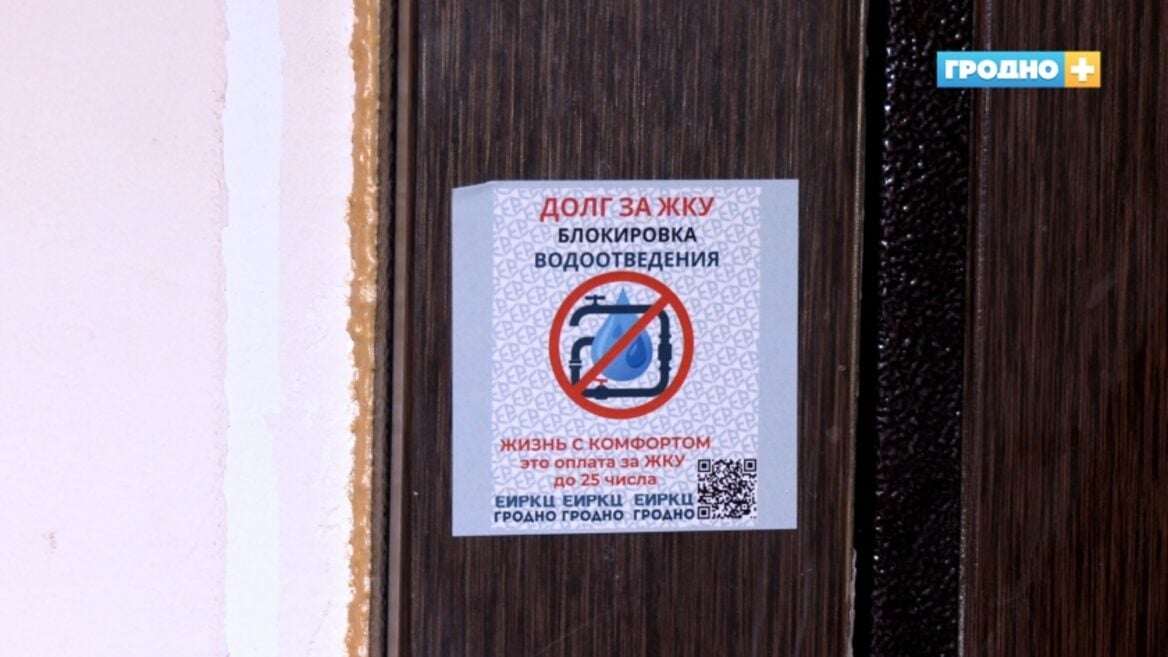 ГРОДНО +
ДОЛГ ЗА ЖКУ
БЛОКИРОВКА
ВОДООТВЕДЕНИЯ
ЖИЗНЬ С КОМФОРТОМ
это оплата за ЖКУ
до 25 числа
ЕИРКЦ ЕИРКЦ ЕИРКЦ
ГРОДНО ГРОДНО ГРОДНО